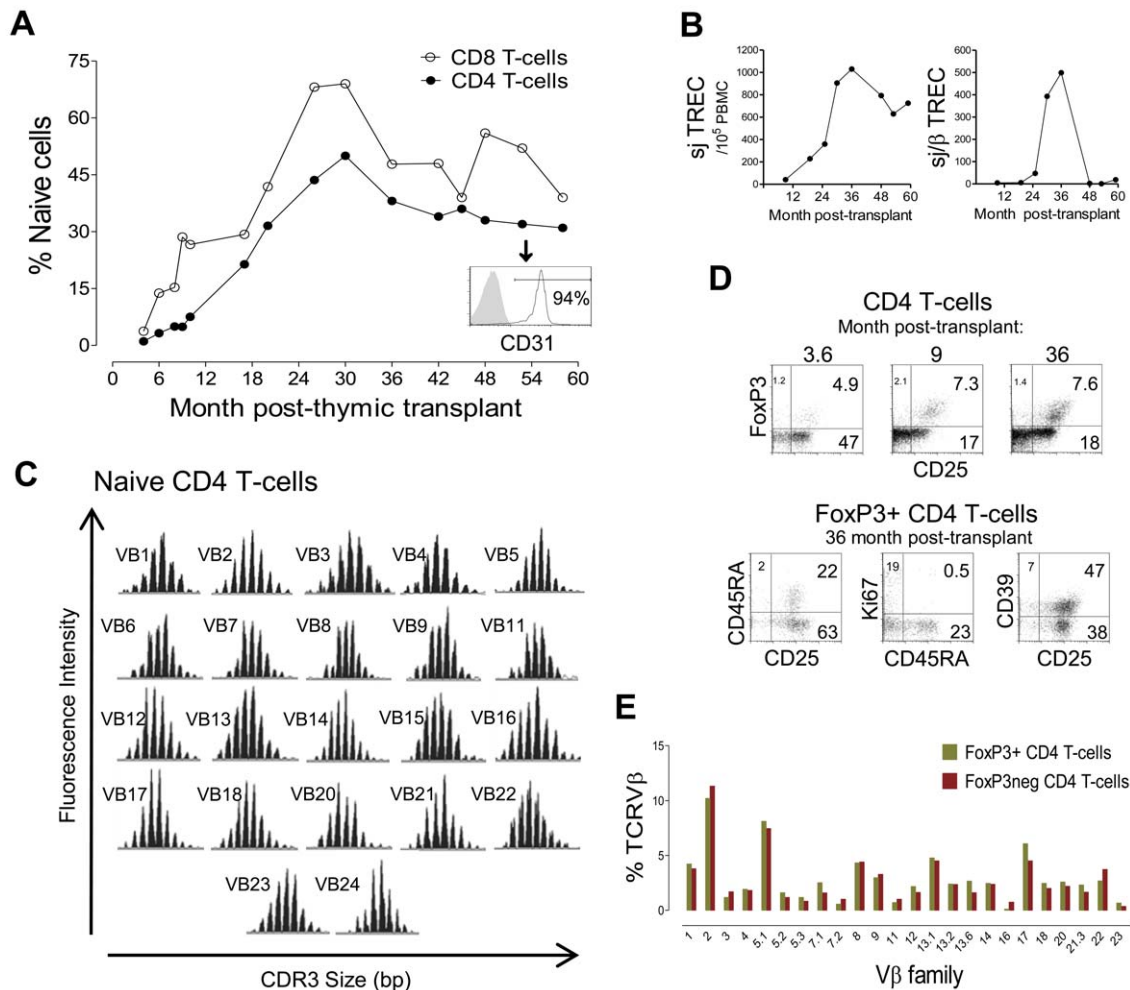 A
75
60
45
30
15
0
% Naive cells
CD8 T-cells
CD4 T-cells
94%
CD31
0 6 12 18 24 30 36 42 48 54 60
Month post-thymic transplant
B
1200
1000
800
600
400
200
0
sj TREC
/10⁵ PBMC
12 24 36 48 60
Month post-transplant
600
500
400
300
200
100
0
sj/β TREC
12 24 36 48 60
Month post-transplant
C
Naive CD4 T-cells
Fluorescence Intensity
VB1 VB2 VB3 VB4 VB5
VB6 VB7 VB8 VB9 VB11
VB12 VB13 VB14 VB15 VB16
VB17 VB18 VB20 VB21 VB22
VB23 VB24
CDR3 Size (bp)
D
CD4 T-cells
Month post-transplant:
3.6 9 36
FoxP3
1.2 4.9 2.1 7.3 1.4 7.6
47 17 18
CD25
FoxP3+ CD4 T-cells
36 month post-transplant
CD45RA
2 22
63
CD25
Ki67
19 0.5
23
CD45RA
CD39
7 47
38
CD25
E
15
10
5
0
% TCRVβ
FoxP3+ CD4 T-cells
FoxP3neg CD4 T-cells
1 2 3 4 5.1 5.2 5.3 7.1 7.2 8 9 11 12 13.1 13.2 13.6 14 16 17 18 20 21.3 22 23
Vβ family